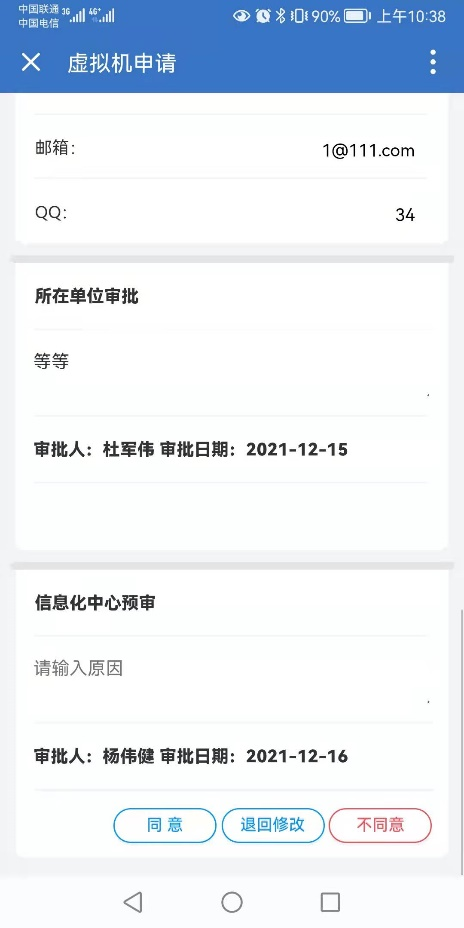 中国联通 3G 4G+
中国电信
90% 上午10:38
虚拟机申请
邮箱: 1@111.com
QQ: 34
所在单位审批
等等
审批人：杜军伟 审批日期：2021-12-15
信息化中心预审
请输入原因
审批人：杨伟健 审批日期：2021-12-16
同 意 退回修改 不同意